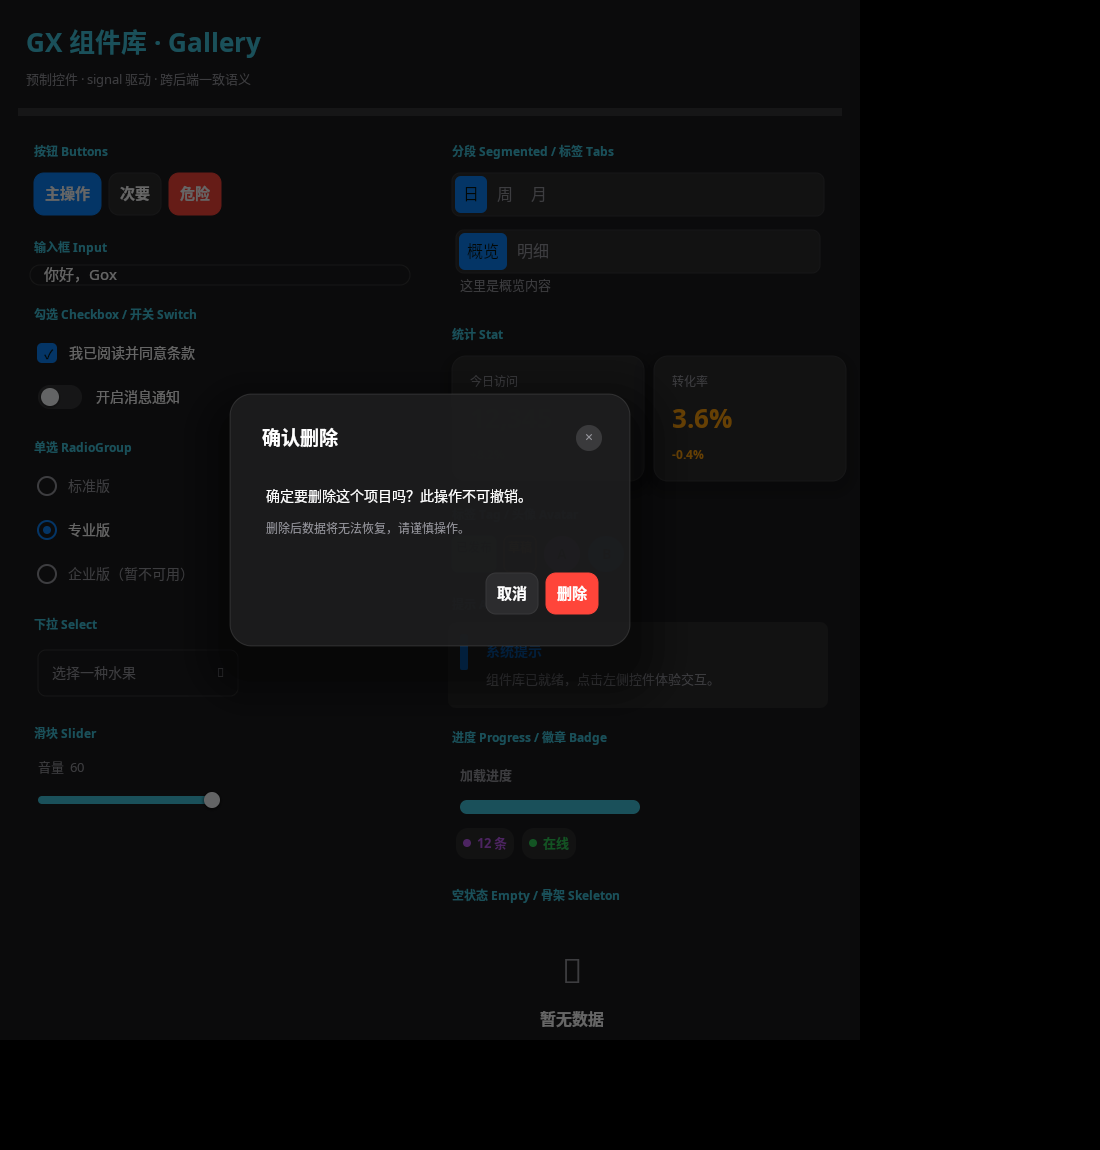 GX 组件库 · Gallery
预制控件 · signal 驱动 · 跨后端一致语义
按钮 Buttons
主操作
次要
危险
输入框 Input
你好，Gox
勾选 Checkbox / 开关 Switch
我已阅读并同意条款
开启消息通知
单选 RadioGroup
标准版
专业版
企业版（暂不可用）
下拉 Select
选择一种水果
滑块 Slider
音量 60
分段 Segmented / 标签 Tabs
日 周 月
概览 明细
这里是概览内容
统计 Stat
今日访问
转化率
3.6%
-0.4%
确认删除
×
确定要删除这个项目吗？此操作不可撤销。
删除后数据将无法恢复，请谨慎操作。
取消
删除
系统提示
组件库已就绪，点击左侧控件体验交互。
进度 Progress / 徽章 Badge
加载进度
12 条
在线
空状态 Empty / 骨架 Skeleton
暂无数据